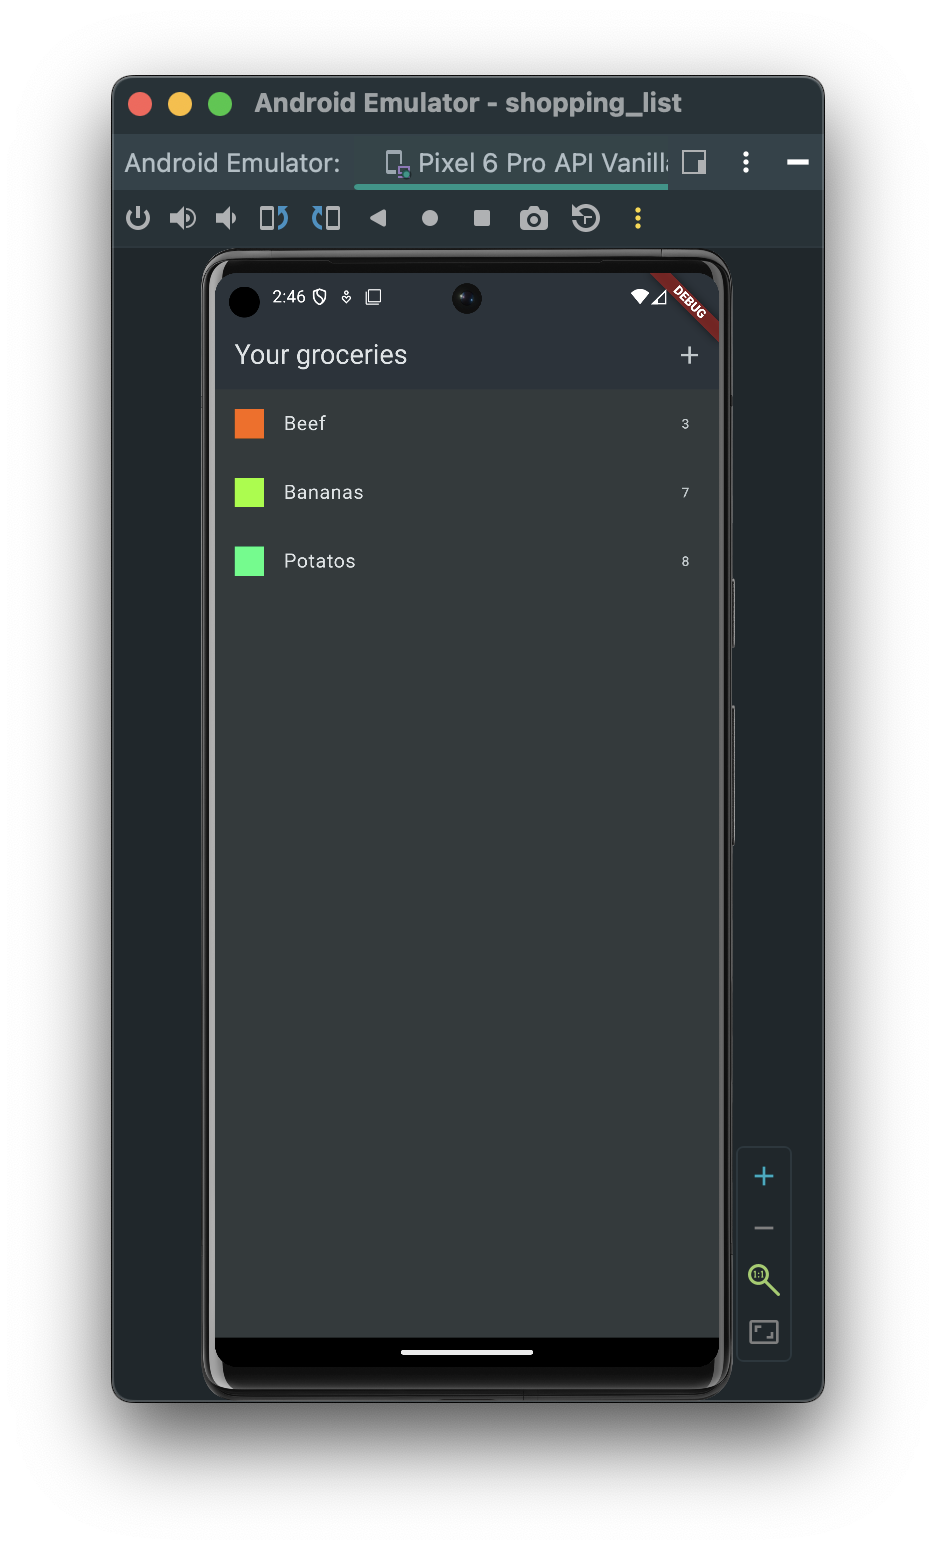 Android Emulator - shopping_list
Android Emulator:
Pixel 6 Pro API Vanill
2:46
DEBUG
Your groceries
+
Beef 3
Bananas 7
Potatos 8
1:1